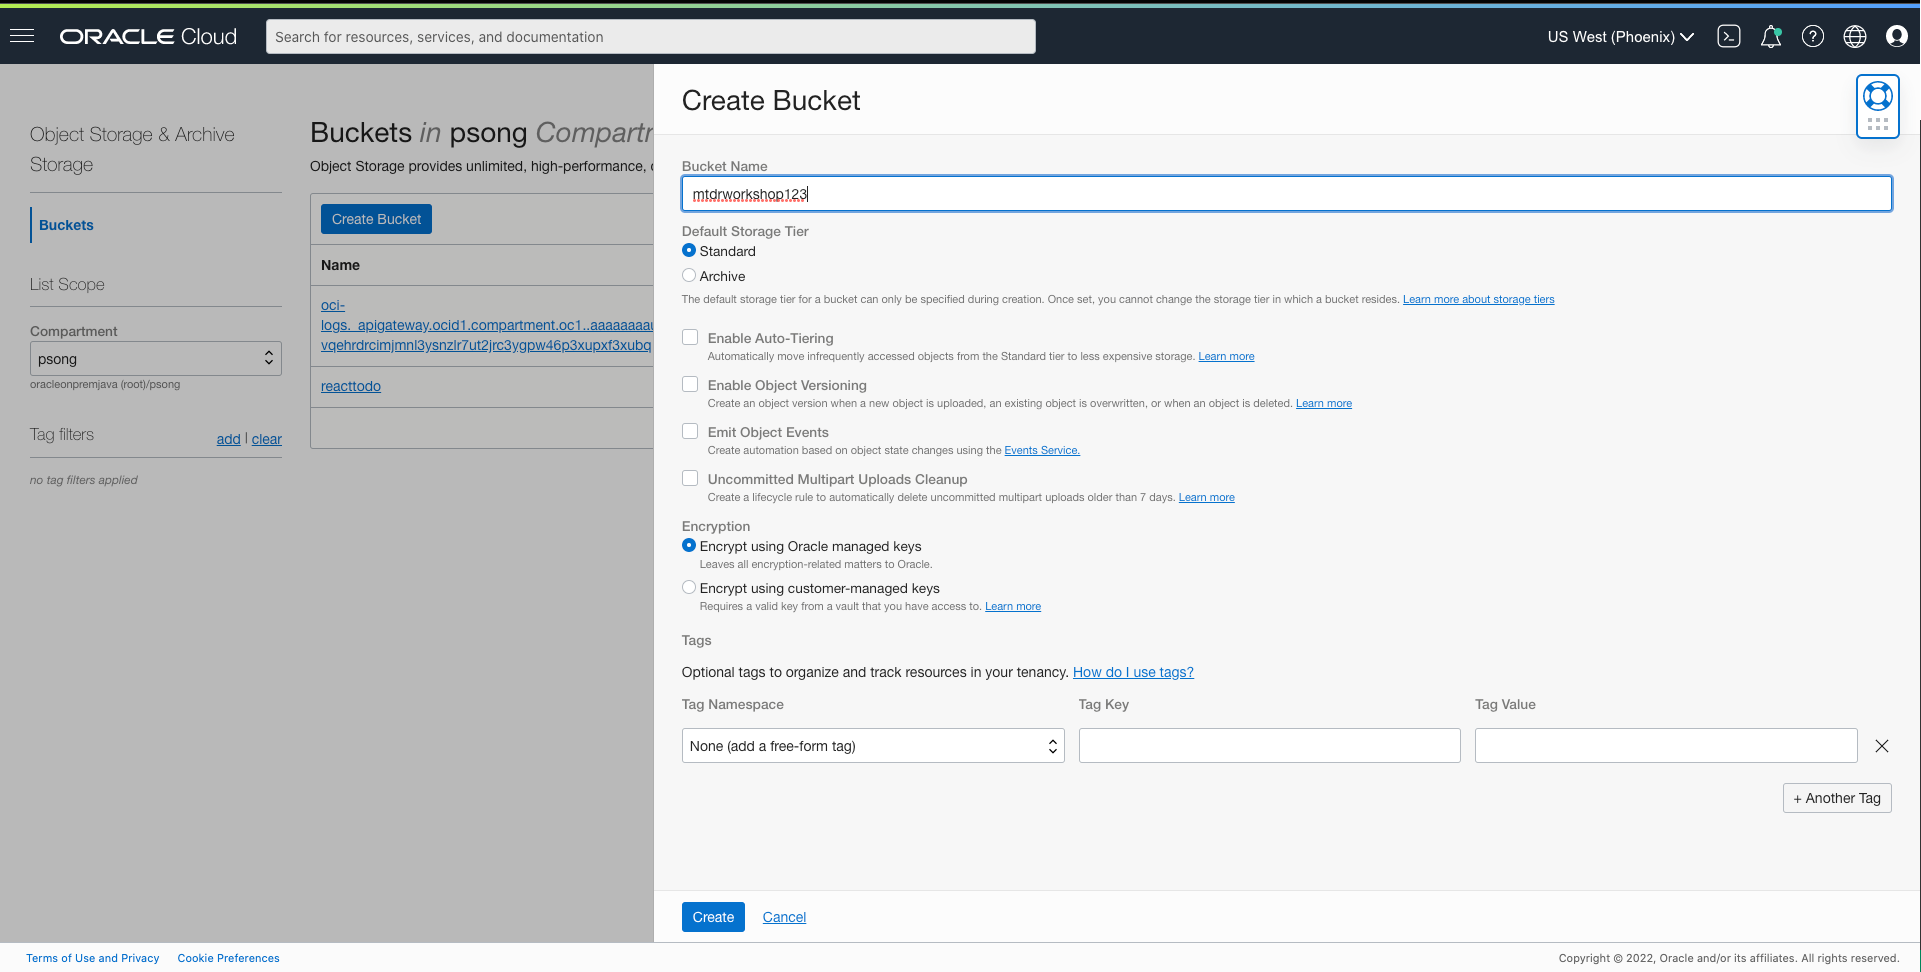 ORACLE Cloud
Search for resources, services, and documentation
US West (Phoenix)
Object Storage & Archive
Storage
Buckets
List Scope
Compartment
psong
oracleonpremjava (root)/psong
Tag filters
add | clear
no tag filters applied
Buckets in psong Compartr
Object Storage provides unlimited, high-performance,
Create Bucket
Name
oci-
logs._apigateway.ocid1.compartment.oc1..aaaaaaaau
vqehrdrcimjmnl3ysnzlr7ut2jrc3ygpw46p3xupxf3xubq
reacttodo
Create Bucket
Bucket Name
mtdrworkshop123
Default Storage Tier
Standard
Archive
The default storage tier for a bucket can only be specified during creation. Once set, you cannot change the storage tier in which a bucket resides. Learn more about storage tiers
Enable Auto-Tiering
Automatically move infrequently accessed objects from the Standard tier to less expensive storage. Learn more
Enable Object Versioning
Create an object version when a new object is uploaded, an existing object is overwritten, or when an object is deleted. Learn more
Emit Object Events
Create automation based on object state changes using the Events Service.
Uncommitted Multipart Uploads Cleanup
Create a lifecycle rule to automatically delete uncommitted multipart uploads older than 7 days. Learn more
Encryption
Encrypt using Oracle managed keys
Leaves all encryption-related matters to Oracle.
Encrypt using customer-managed keys
Requires a valid key from a vault that you have access to. Learn more
Tags
Optional tags to organize and track resources in your tenancy. How do I use tags?
Tag Namespace
Tag Key
Tag Value
None (add a free-form tag)
+ Another Tag
Create
Cancel
Terms of Use and Privacy
Cookie Preferences
Copyright © 2022, Oracle and/or its affiliates. All rights reserved.